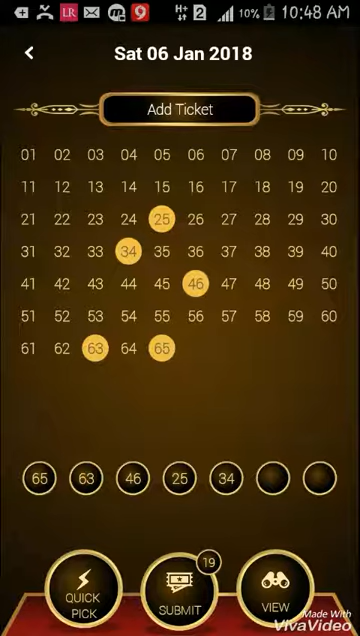 LR 9 H+ 2 10% 10:48 AM
Sat 06 Jan 2018
Add Ticket
01 02 03 04 05 06 07 08 09 10
11 12 13 14 15 16 17 18 19 20
21 22 23 24 25 26 27 28 29 30
31 32 33 34 35 36 37 38 39 40
41 42 43 44 45 46 47 48 49 50
51 52 53 54 55 56 57 58 59 60
61 62 63 64 65
65 63 46 25 34
19
QUICK
PICK
SUBMIT
VIEW
Made With
VivaVideo